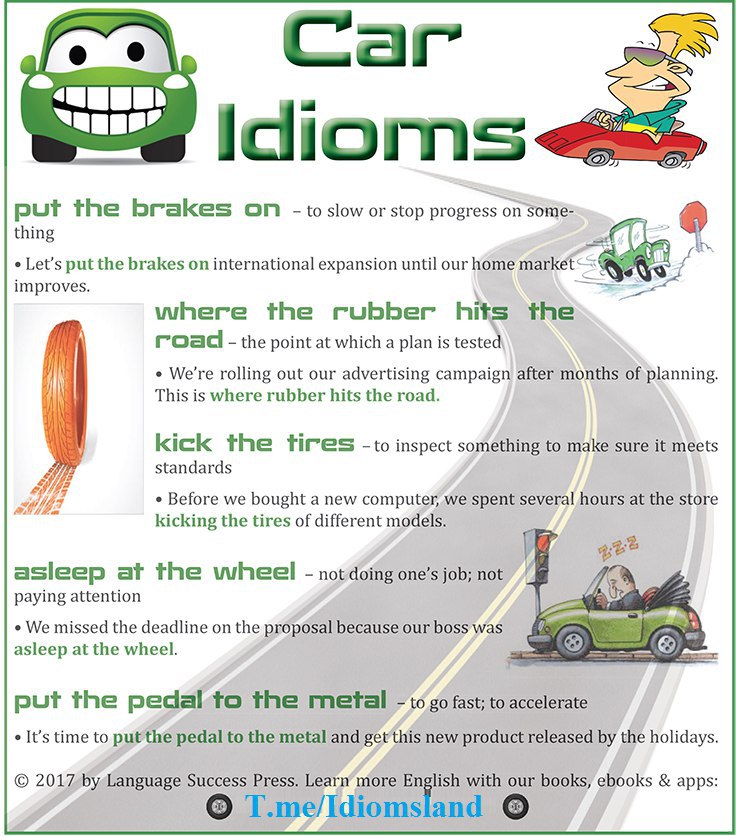 Car
Idioms
put the brakes on – to slow or stop progress on some-
thing
• Let's put the brakes on international expansion until our home market
improves.
where the rubber hits the
road – the point at which a plan is tested
• We're rolling out our advertising campaign after months of planning.
This is where rubber hits the road.
kick the tires – to inspect something to make sure it meets
standards
• Before we bought a new computer, we spent several hours at the store
kicking the tires of different models.
z-z-z
asleep at the wheel – not doing one's job; not
paying attention
• We missed the deadline on the proposal because our boss was
asleep at the wheel.
put the pedal to the metal – to go fast; to accelerate
• It's time to put the pedal to the metal and get this new product released by the holidays.
© 2017 by Language Success Press. Learn more English with our books, ebooks & apps:
T.me/Idiomsland